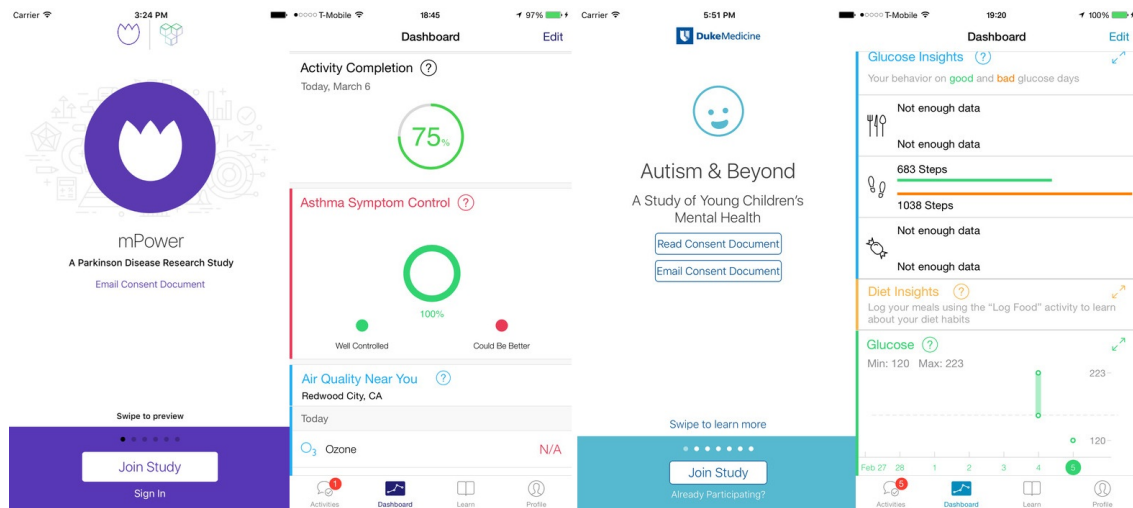 Carrier 3:24 PM
mPower
A Parkinson Disease Research Study
Email Consent Document
Swipe to preview
Join Study
Sign In
T-Mobile 18:45 97%
Dashboard Edit
Activity Completion ?
Today, March 6
75%
Asthma Symptom Control ?
100%
Well Controlled Could Be Better
Air Quality Near You ?
Redwood City, CA
Today
O3 Ozone N/A
1
Activities Dashboard Learn Profile
Carrier 5:51 PM
DukeMedicine
Autism & Beyond
A Study of Young Children's
Mental Health
Read Consent Document
Email Consent Document
Swipe to learn more
Join Study
Already Participating?
T-Mobile 19:20 100%
Dashboard Edit
Glucose Insights ?
Your behavior on good and bad glucose days
Not enough data
Not enough data
683 Steps
1038 Steps
Not enough data
Not enough data
Diet Insights ?
Log your meals using the “Log Food” activity to learn
about your diet habits
Glucose ?
Min: 120 Max: 223
223
120
Feb 27 28 1 2 3 4 5
5
Activities Dashboard Learn Profile